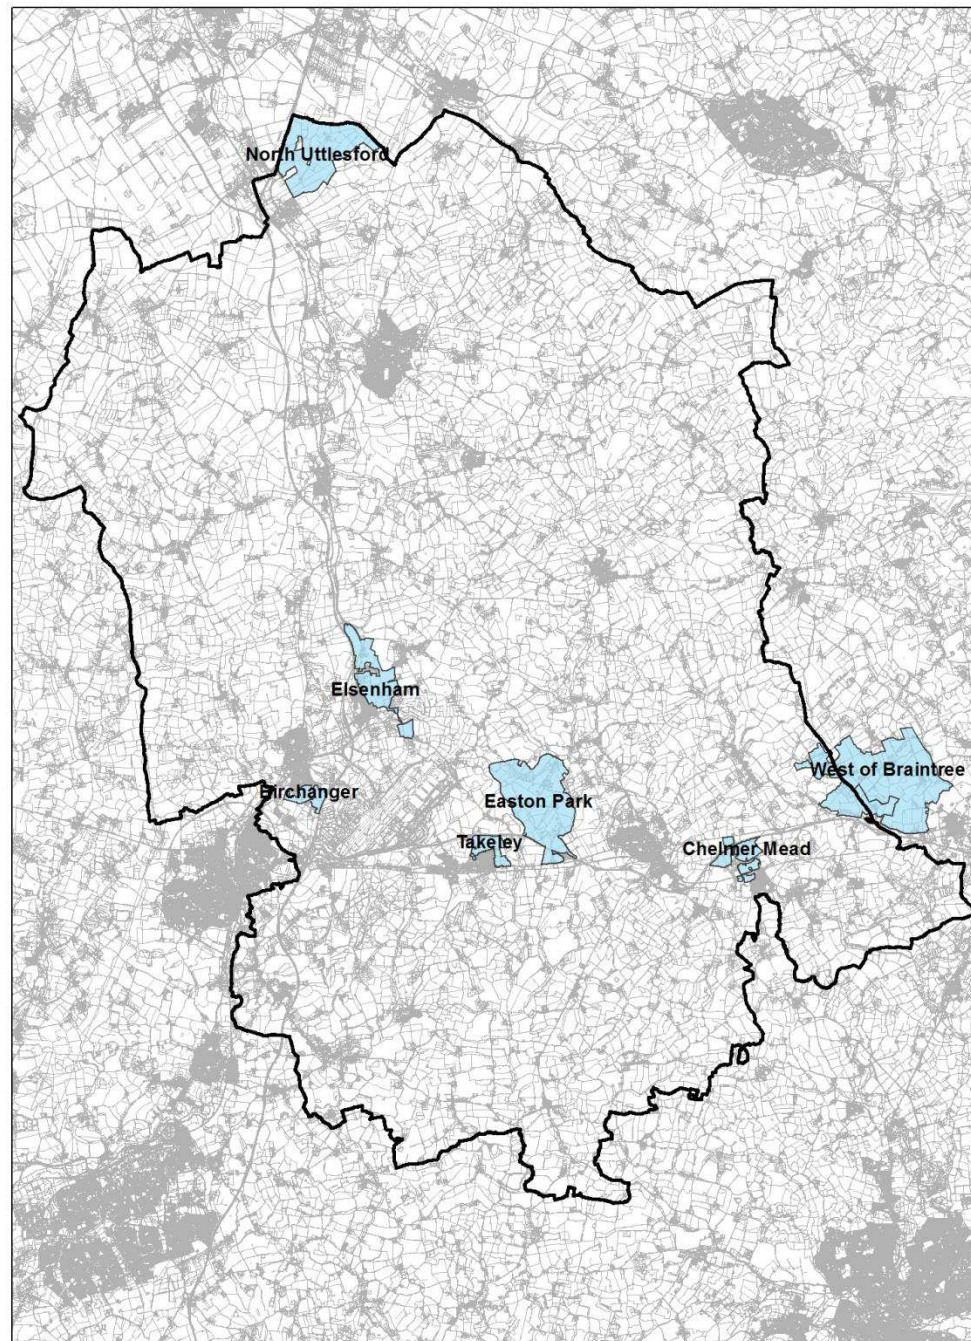 North Uttlesford
Elsenham
West of Braintree
Birchanger
Easton Park
Takeley
Chelmer Mead